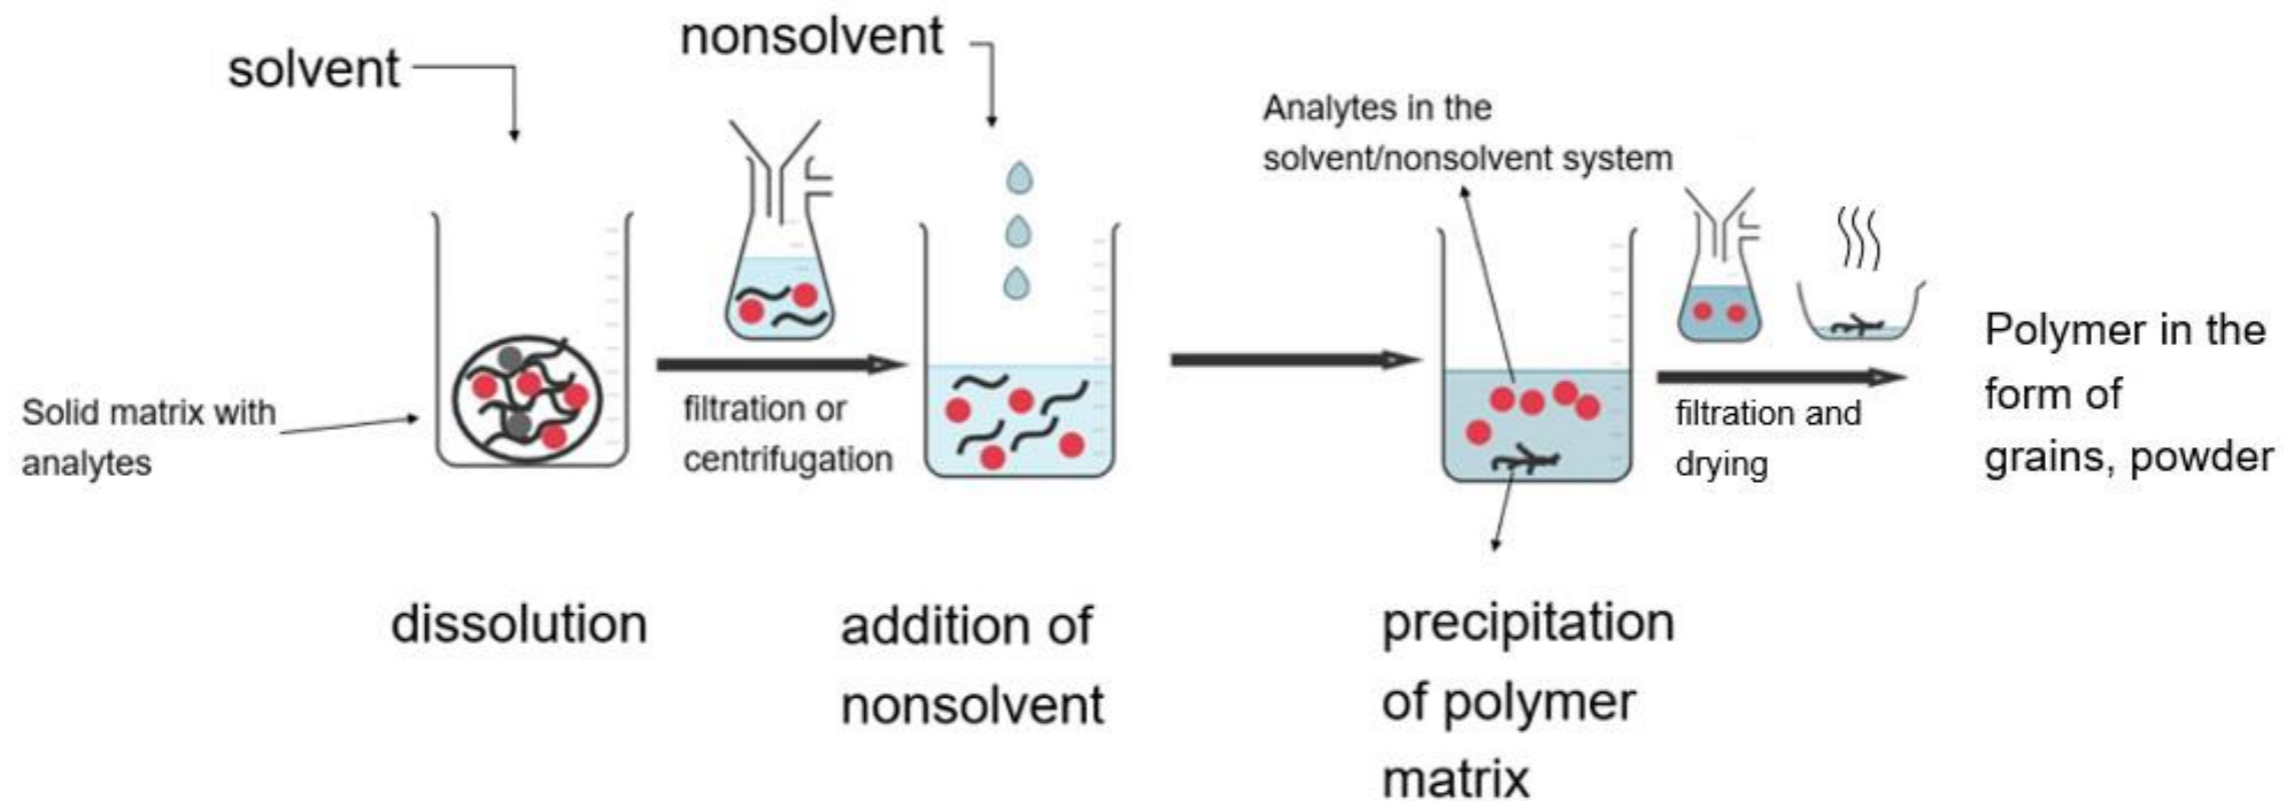 solvent
nonsolvent
Analytes in the
solvent/nonsolvent system
Solid matrix with
analytes
filtration or
centrifugation
filtration and
drying
Polymer in the
form of
grains, powder
dissolution
addition of
nonsolvent
precipitation
of polymer
matrix